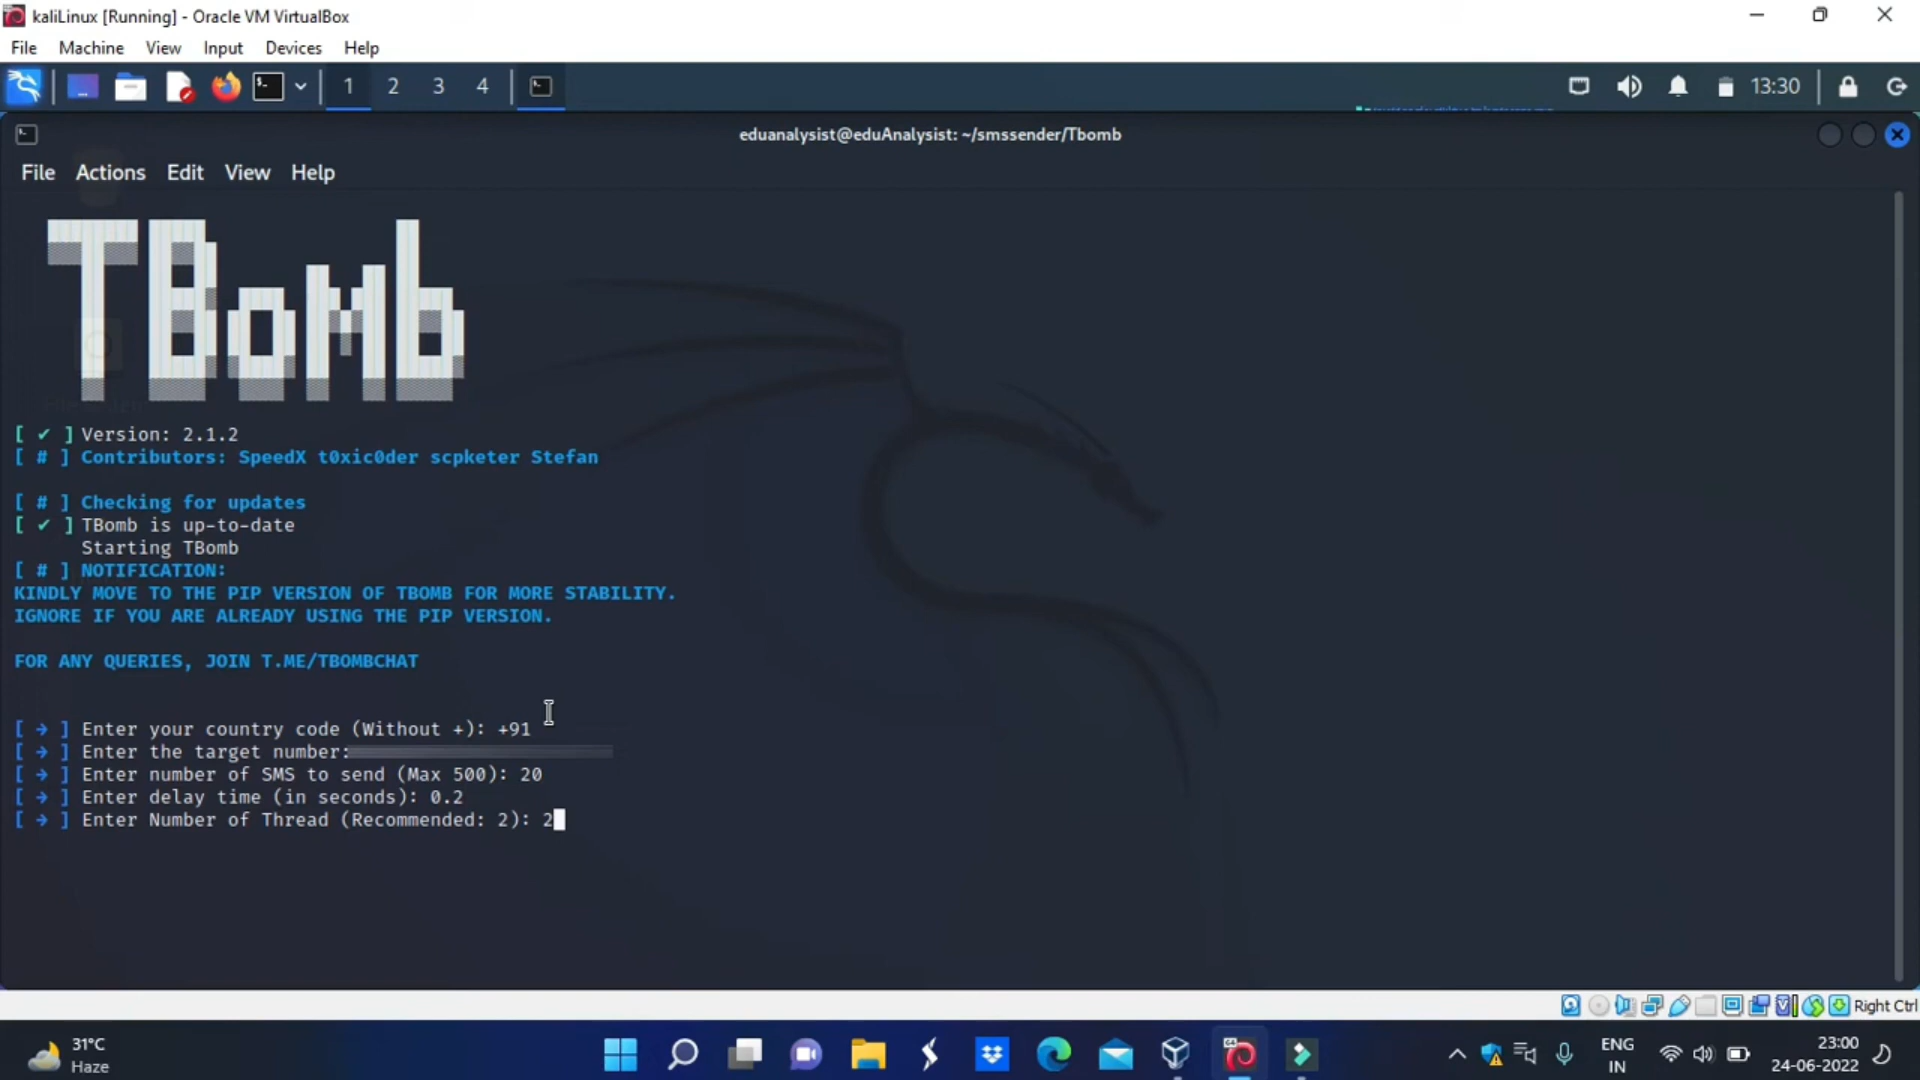 kaliLinux [Running] - Oracle VM VirtualBox
File Machine View Input Devices Help
1 2 3 4 13:30
eduanalysist@eduAnalysist: ~/smssender/Tbomb
File Actions Edit View Help
TBomb
[ ✔ ] Version: 2.1.2
[ # ] Contributors: SpeedX t0xic0der scpketer Stefan
[ # ] Checking for updates
[ ✔ ] TBomb is up-to-date
Starting TBomb
[ # ] NOTIFICATION:
KINDLY MOVE TO THE PIP VERSION OF TBOMB FOR MORE STABILITY.
IGNORE IF YOU ARE ALREADY USING THE PIP VERSION.
FOR ANY QUERIES, JOIN T.ME/TBOMBCHAT
[ → ] Enter your country code (Without +): +91
[ → ] Enter the target number:
[ → ] Enter number of SMS to send (Max 500): 20
[ → ] Enter delay time (in seconds): 0.2
[ → ] Enter Number of Thread (Recommended: 2): 2
Right Ctrl
31°C
Haze
ENG
IN
23:00
24-06-2022